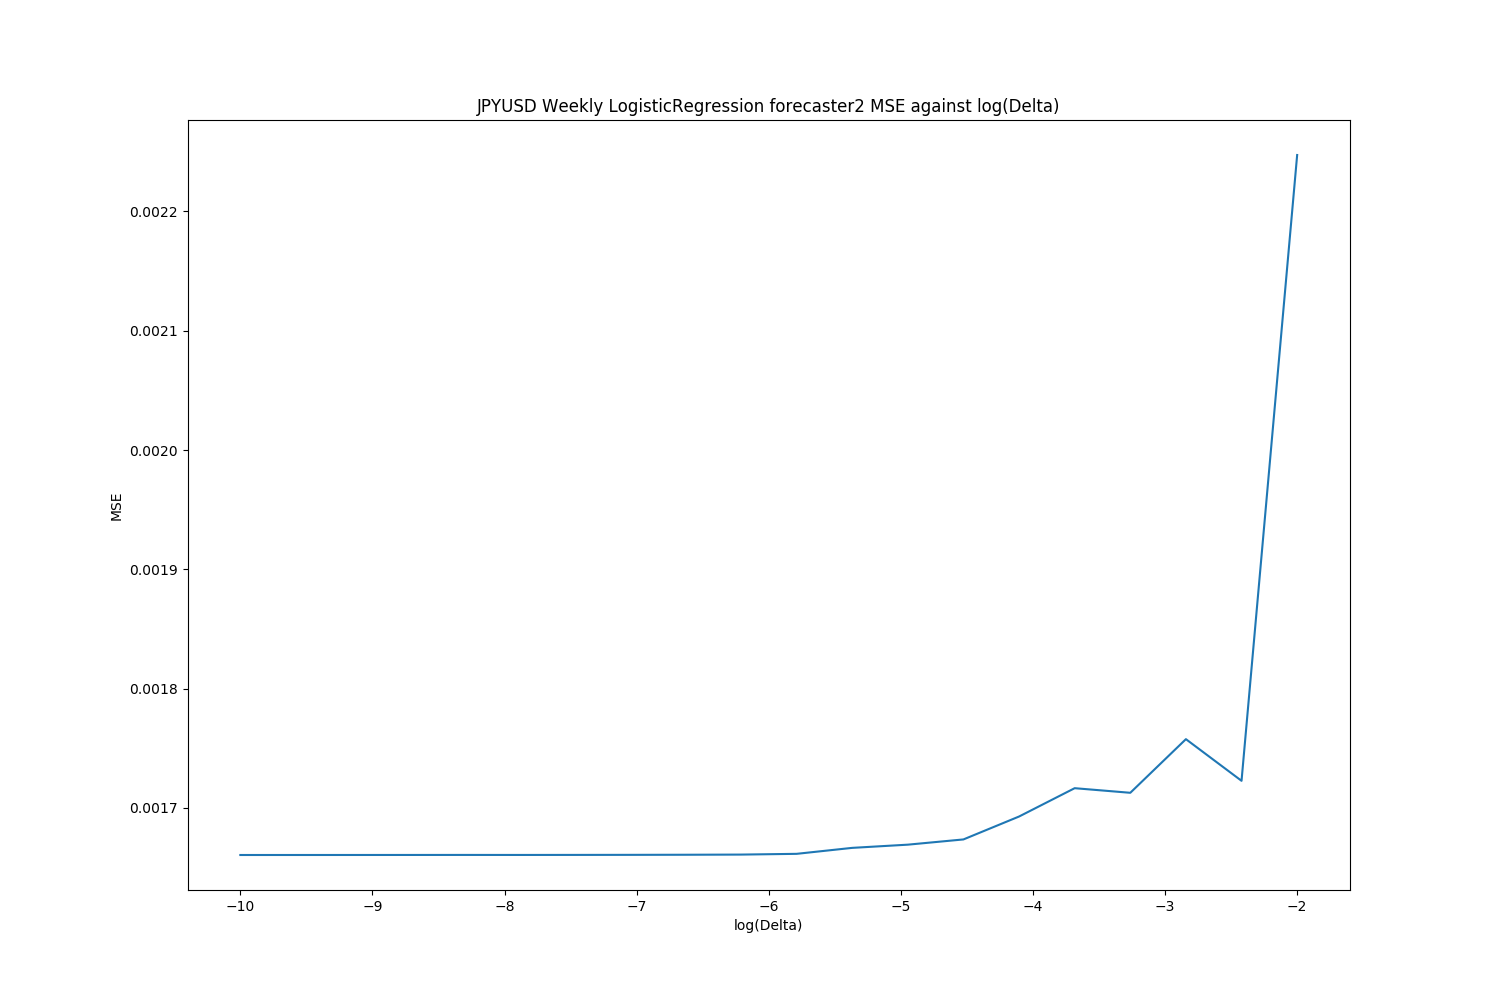 JPYUSD Weekly LogisticRegression forecaster2 MSE against log(Delta)
0.0022
0.0021
0.0020
0.0019
0.0018
0.0017
MSE
−10 −9 −8 −7 −6 −5 −4 −3 −2
log(Delta)